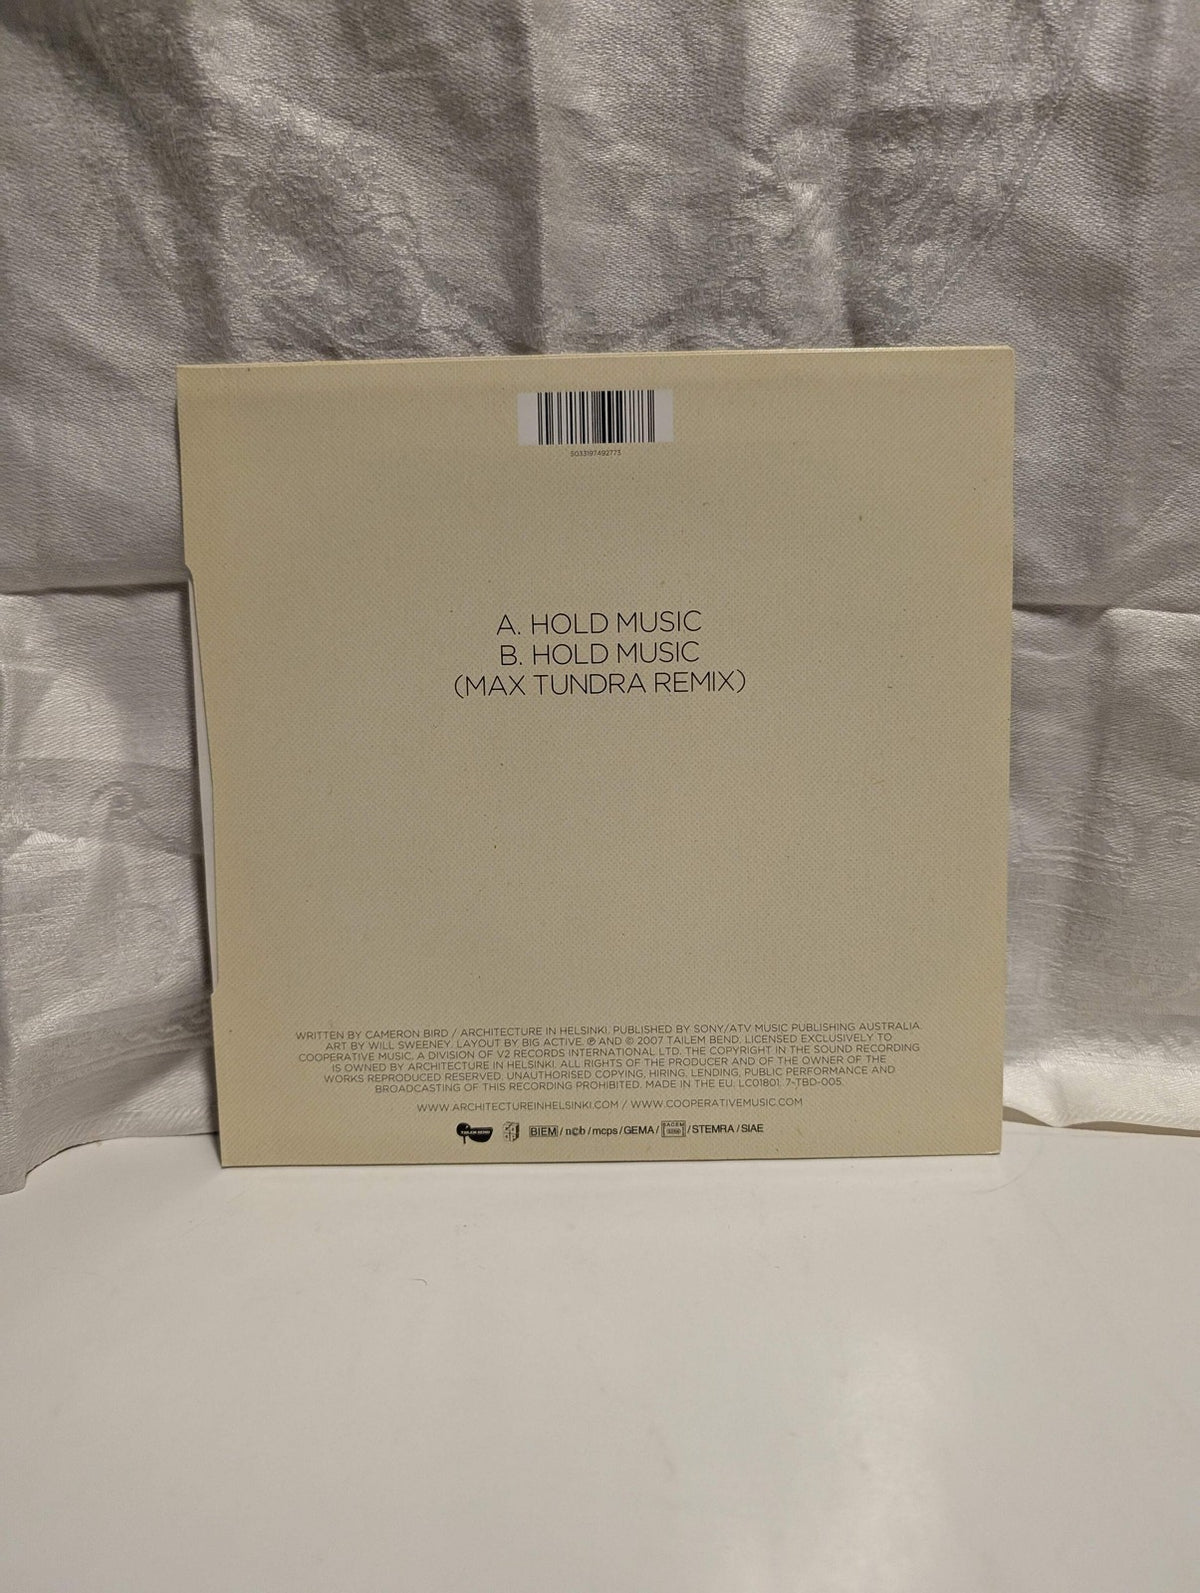 5033197492773
A. HOLD MUSIC
B. HOLD MUSIC
(MAX TUNDRA REMIX)
WRITTEN BY CAMERON BIRD / ARCHITECTURE IN HELSINKI. PUBLISHED BY SONY/ATV MUSIC PUBLISHING AUSTRALIA.
ART BY WILL SWEENEY. LAYOUT BY BIG ACTIVE. ℗ AND © 2007 TAILEM BEND. LICENSED EXCLUSIVELY TO
COOPERATIVE MUSIC, A DIVISION OF V2 RECORDS INTERNATIONAL LTD. THE COPYRIGHT IN THE SOUND RECORDING
IS OWNED BY ARCHITECTURE IN HELSINKI. ALL RIGHTS OF THE PRODUCER AND OF THE OWNER OF THE
WORKS REPRODUCED RESERVED. UNAUTHORISED COPYING, HIRING, LENDING, PUBLIC PERFORMANCE AND
BROADCASTING OF THIS RECORDING PROHIBITED. MADE IN THE EU. LC01801. 7-TBD-005.
WWW.ARCHITECTUREINHELSINKI.COM / WWW.COOPERATIVEMUSIC.COM
TAILEM BEND BIEM / ncb / mcps / GEMA / SACEM / STEMRA / SIAE